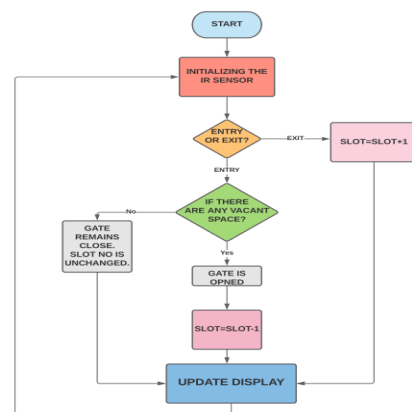 START
INITIALIZING THE
IR SENSOR
ENTRY
OR EXIT?
EXIT
SLOT=SLOT+1
ENTRY
IF THERE
ARE ANY VACANT
SPACE?
No
GATE
REMAINS
CLOSE.
SLOT NO IS
UNCHANGED.
Yes
GATE IS
OPNED
SLOT=SLOT-1
UPDATE DISPLAY